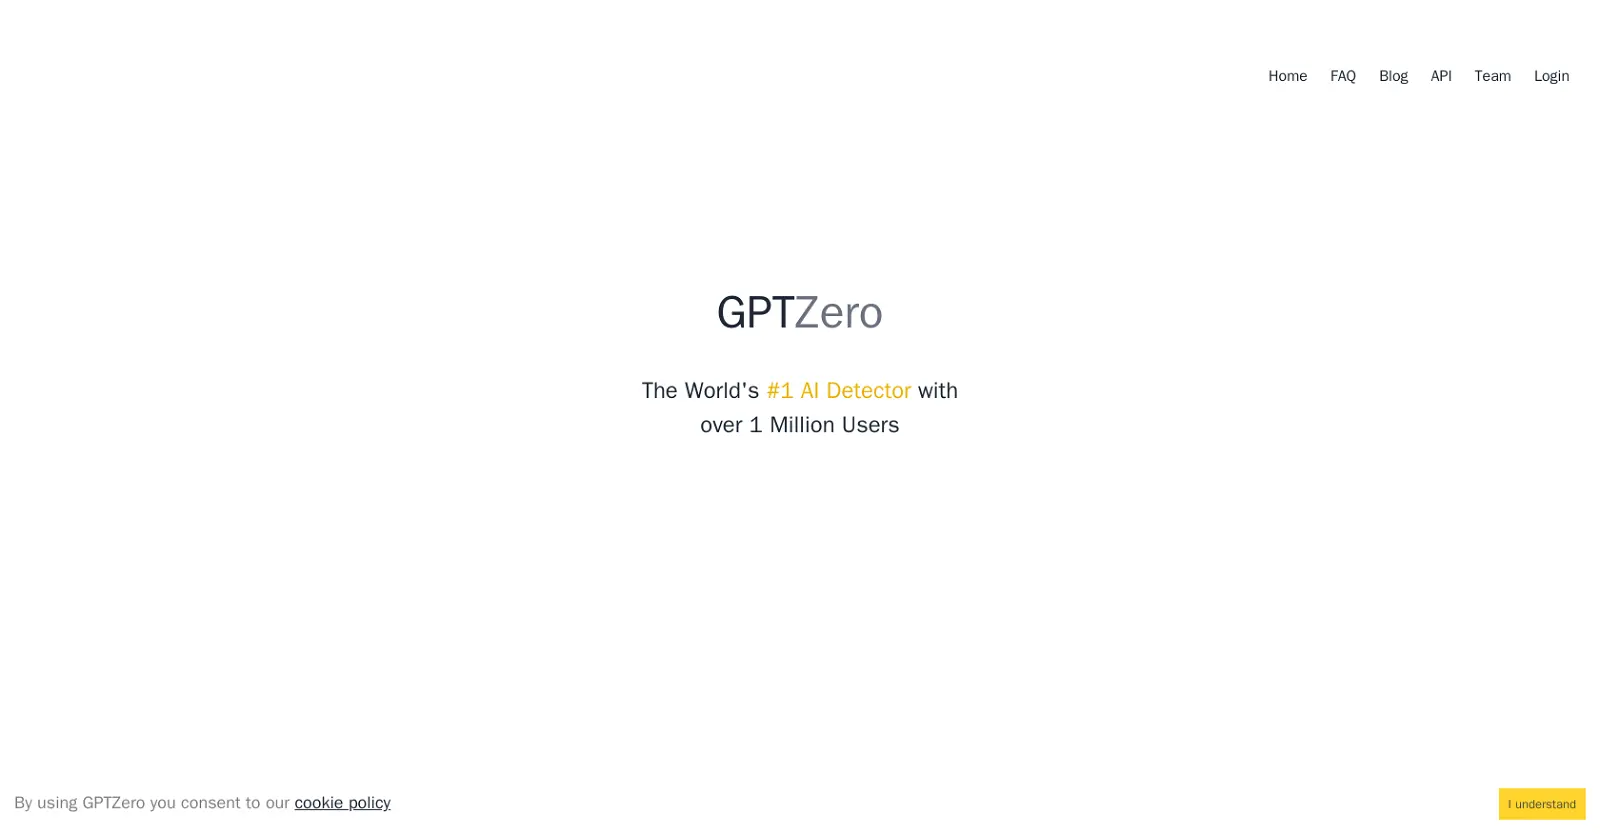 Home FAQ Blog API Team Login
GPTZero
The World's #1 AI Detector with
over 1 Million Users
By using GPTZero you consent to our cookie policy
I understand